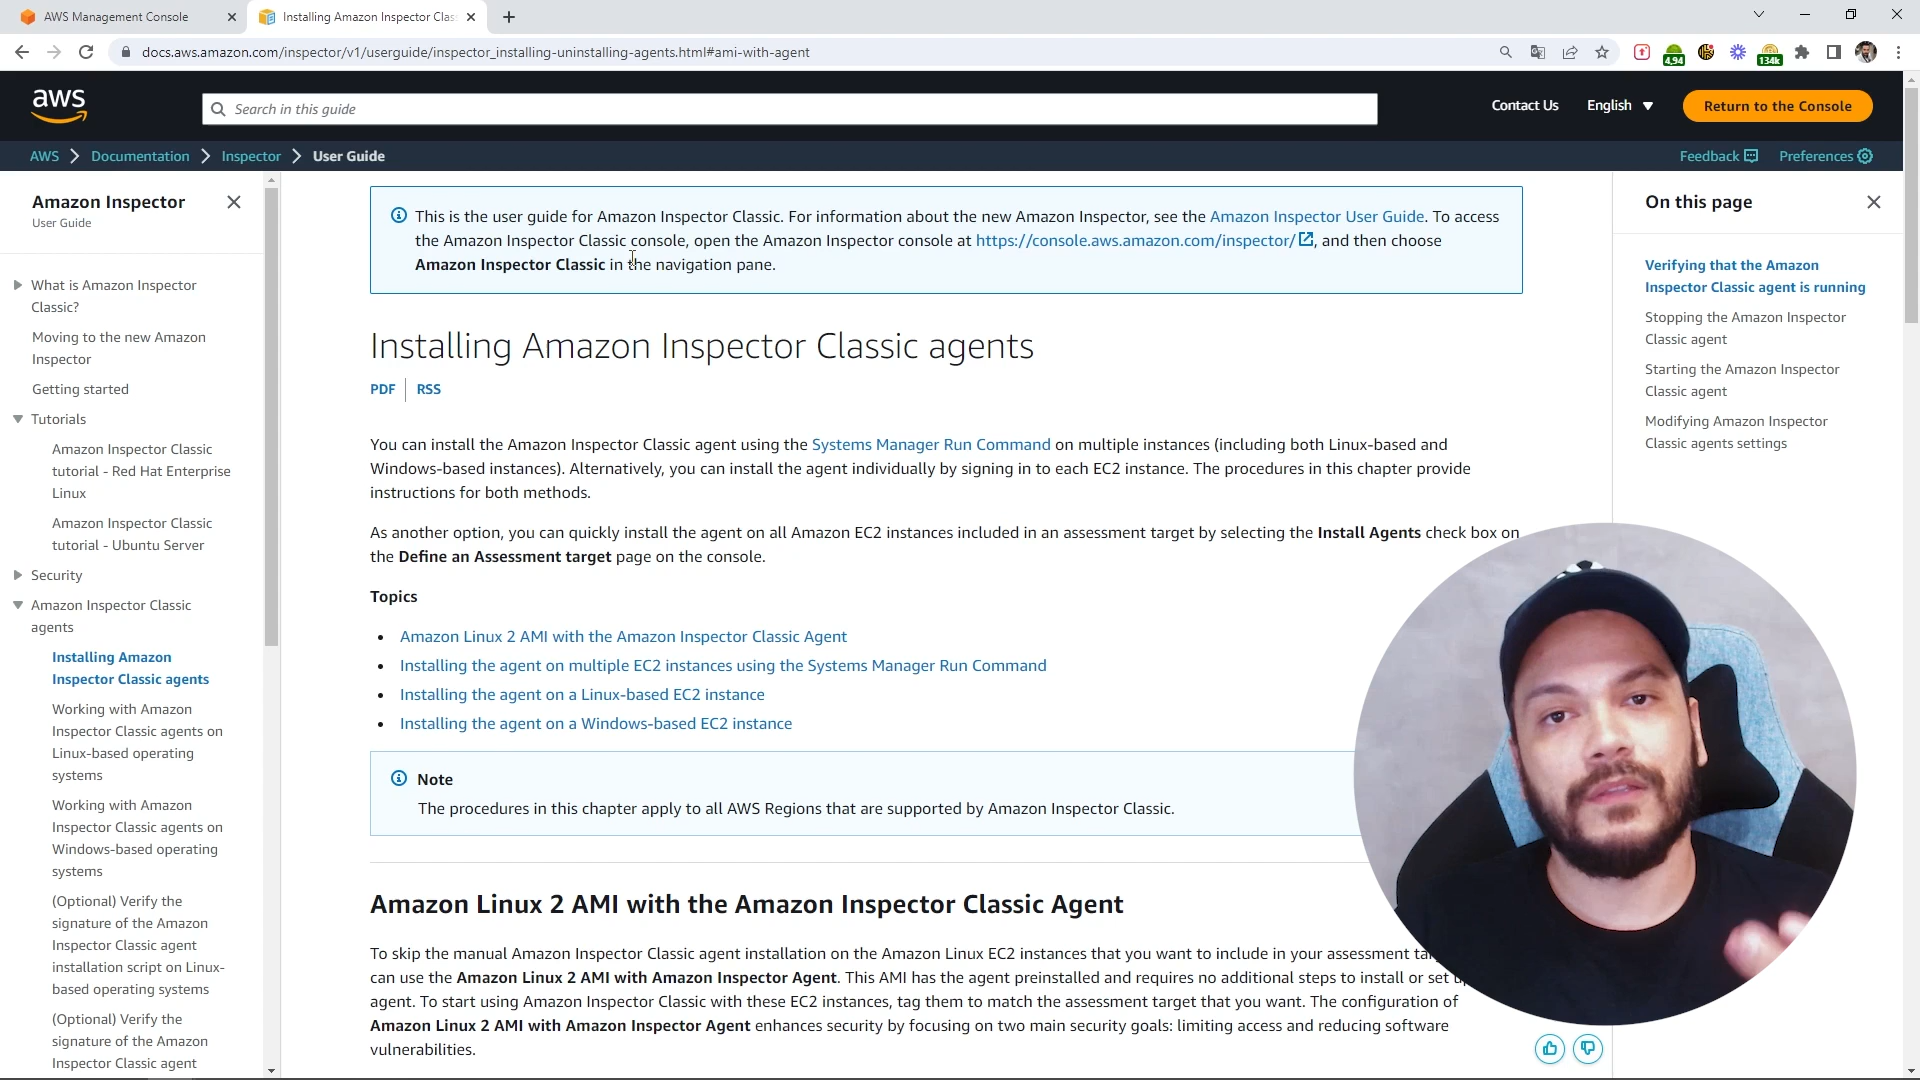 AWS Management Console
Installing Amazon Inspector Clas
docs.aws.amazon.com/inspector/v1/userguide/inspector_installing-uninstalling-agents.html#ami-with-agent
4,94
134k
aws
Search in this guide
Contact Us
English
Return to the Console
AWS
Documentation
Inspector
User Guide
Feedback
Preferences
Amazon Inspector
User Guide
What is Amazon Inspector
Classic?
Moving to the new Amazon
Inspector
Getting started
Tutorials
Amazon Inspector Classic
tutorial - Red Hat Enterprise
Linux
Amazon Inspector Classic
tutorial - Ubuntu Server
Security
Amazon Inspector Classic
agents
Installing Amazon
Inspector Classic agents
Working with Amazon
Inspector Classic agents on
Linux-based operating
systems
Working with Amazon
Inspector Classic agents on
Windows-based operating
systems
(Optional) Verify the
signature of the Amazon
Inspector Classic agent
installation script on Linux-
based operating systems
(Optional) Verify the
signature of the Amazon
Inspector Classic agent
This is the user guide for Amazon Inspector Classic. For information about the new Amazon Inspector, see the Amazon Inspector User Guide. To access
the Amazon Inspector Classic console, open the Amazon Inspector console at https://console.aws.amazon.com/inspector/, and then choose
Amazon Inspector Classic in the navigation pane.
Installing Amazon Inspector Classic agents
PDF
RSS
You can install the Amazon Inspector Classic agent using the Systems Manager Run Command on multiple instances (including both Linux-based and
Windows-based instances). Alternatively, you can install the agent individually by signing in to each EC2 instance. The procedures in this chapter provide
instructions for both methods.
As another option, you can quickly install the agent on all Amazon EC2 instances included in an assessment target by selecting the Install Agents check box on
the Define an Assessment target page on the console.
Topics
• Amazon Linux 2 AMI with the Amazon Inspector Classic Agent
• Installing the agent on multiple EC2 instances using the Systems Manager Run Command
• Installing the agent on a Linux-based EC2 instance
• Installing the agent on a Windows-based EC2 instance
Note
The procedures in this chapter apply to all AWS Regions that are supported by Amazon Inspector Classic.
Amazon Linux 2 AMI with the Amazon Inspector Classic Agent
To skip the manual Amazon Inspector Classic agent installation on the Amazon Linux EC2 instances that you want to include in your assessment
can use the Amazon Linux 2 AMI with Amazon Inspector Agent. This AMI has the agent preinstalled and requires no additional steps to install or set
agent. To start using Amazon Inspector Classic with these EC2 instances, tag them to match the assessment target that you want. The configuration of
Amazon Linux 2 AMI with Amazon Inspector Agent enhances security by focusing on two main security goals: limiting access and reducing software
vulnerabilities.
On this page
Verifying that the Amazon
Inspector Classic agent is running
Stopping the Amazon Inspector
Classic agent
Starting the Amazon Inspector
Classic agent
Modifying Amazon Inspector
Classic agents settings